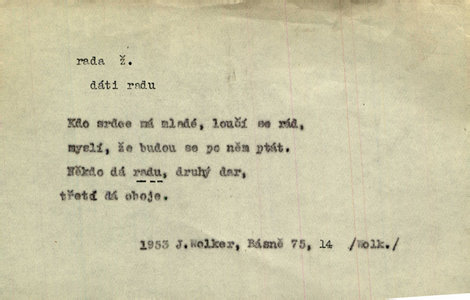 rada ž.
dáti radu
Kdo srdce má mladé, loučí se rád,
myslí, že budou se po něm ptát.
Někdo dá radu, druhý dar,
třetí dá oboje.
1953 J.Wolker, Básně 75, 14 /Wolk./